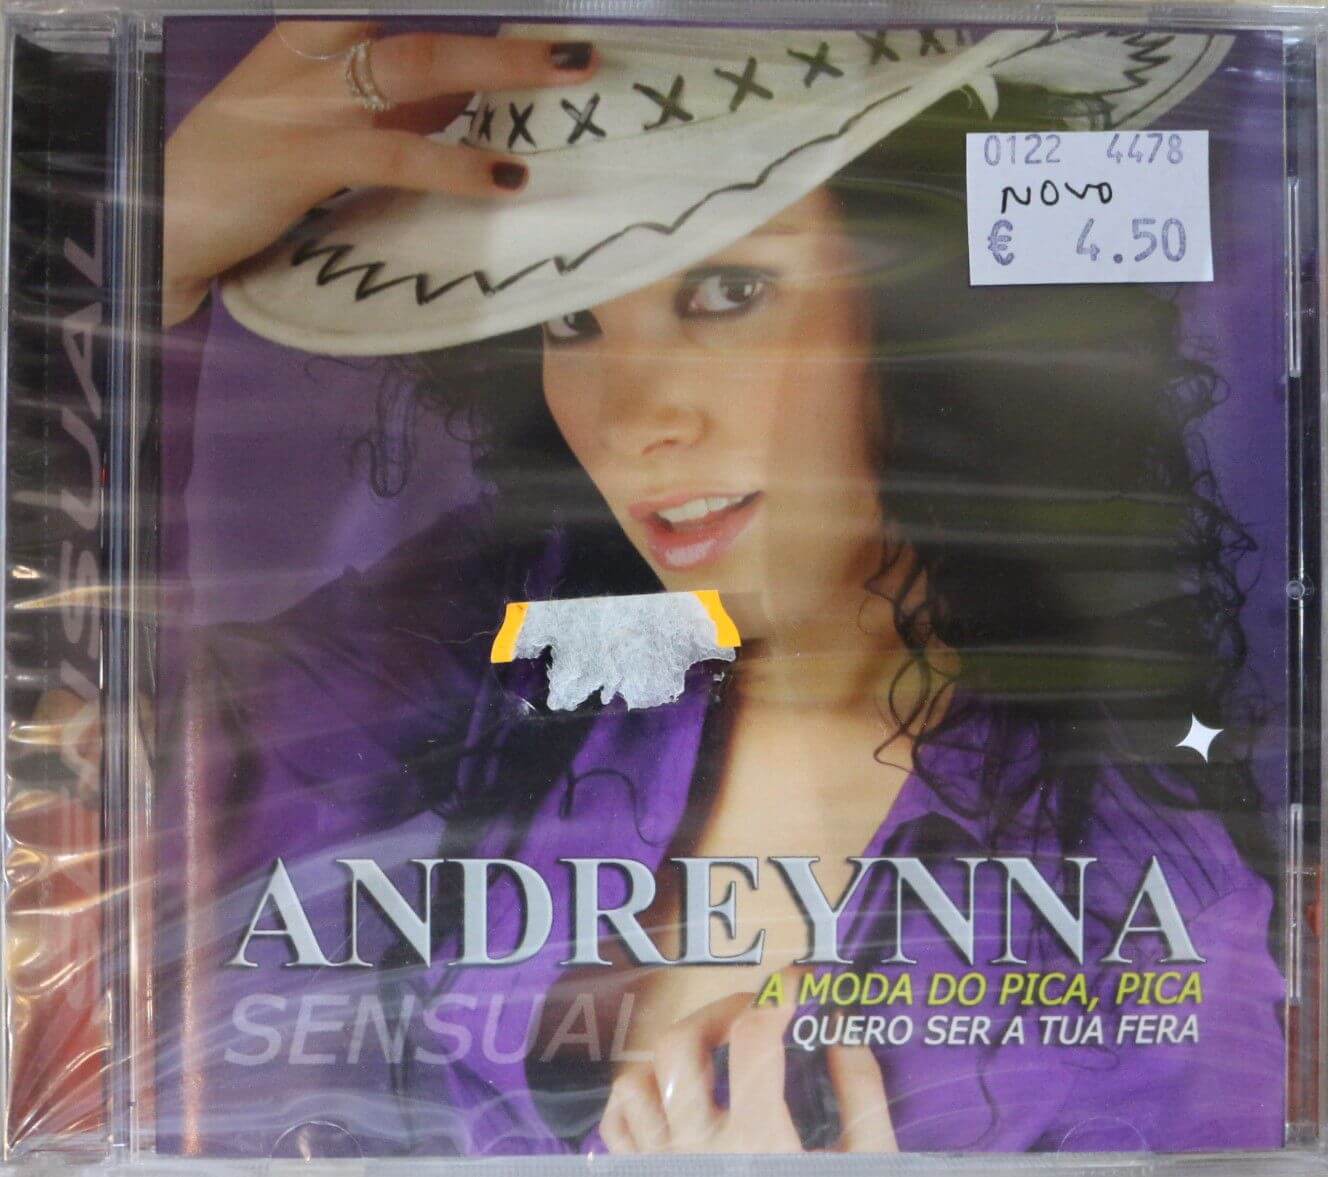 0122 4478
NOVO
€ 4.50
ANDREYNNA
A MODA DO PICA, PICA
SENSUAL
QUERO SER A TUA FERA
SENSUAL